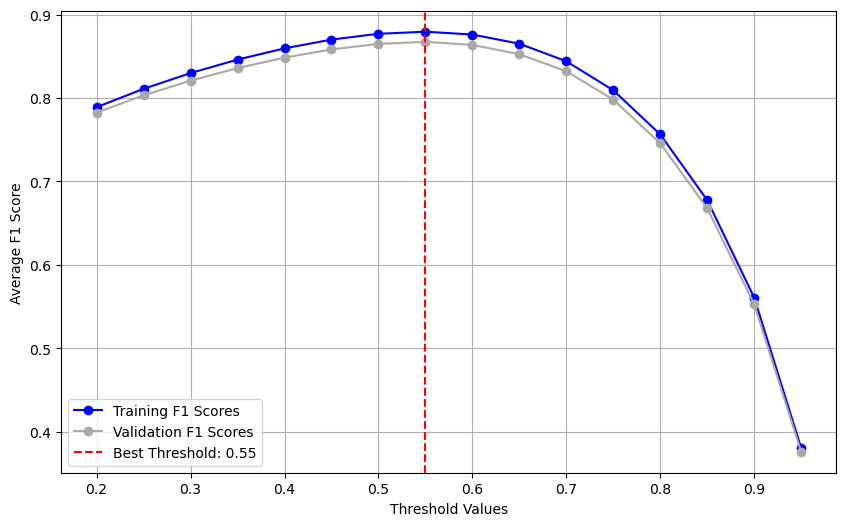 0.9
0.8
0.7
0.6
0.5
0.4
Average F1 Score
Training F1 Scores
Validation F1 Scores
Best Threshold: 0.55
0.2 0.3 0.4 0.5 0.6 0.7 0.8 0.9
Threshold Values